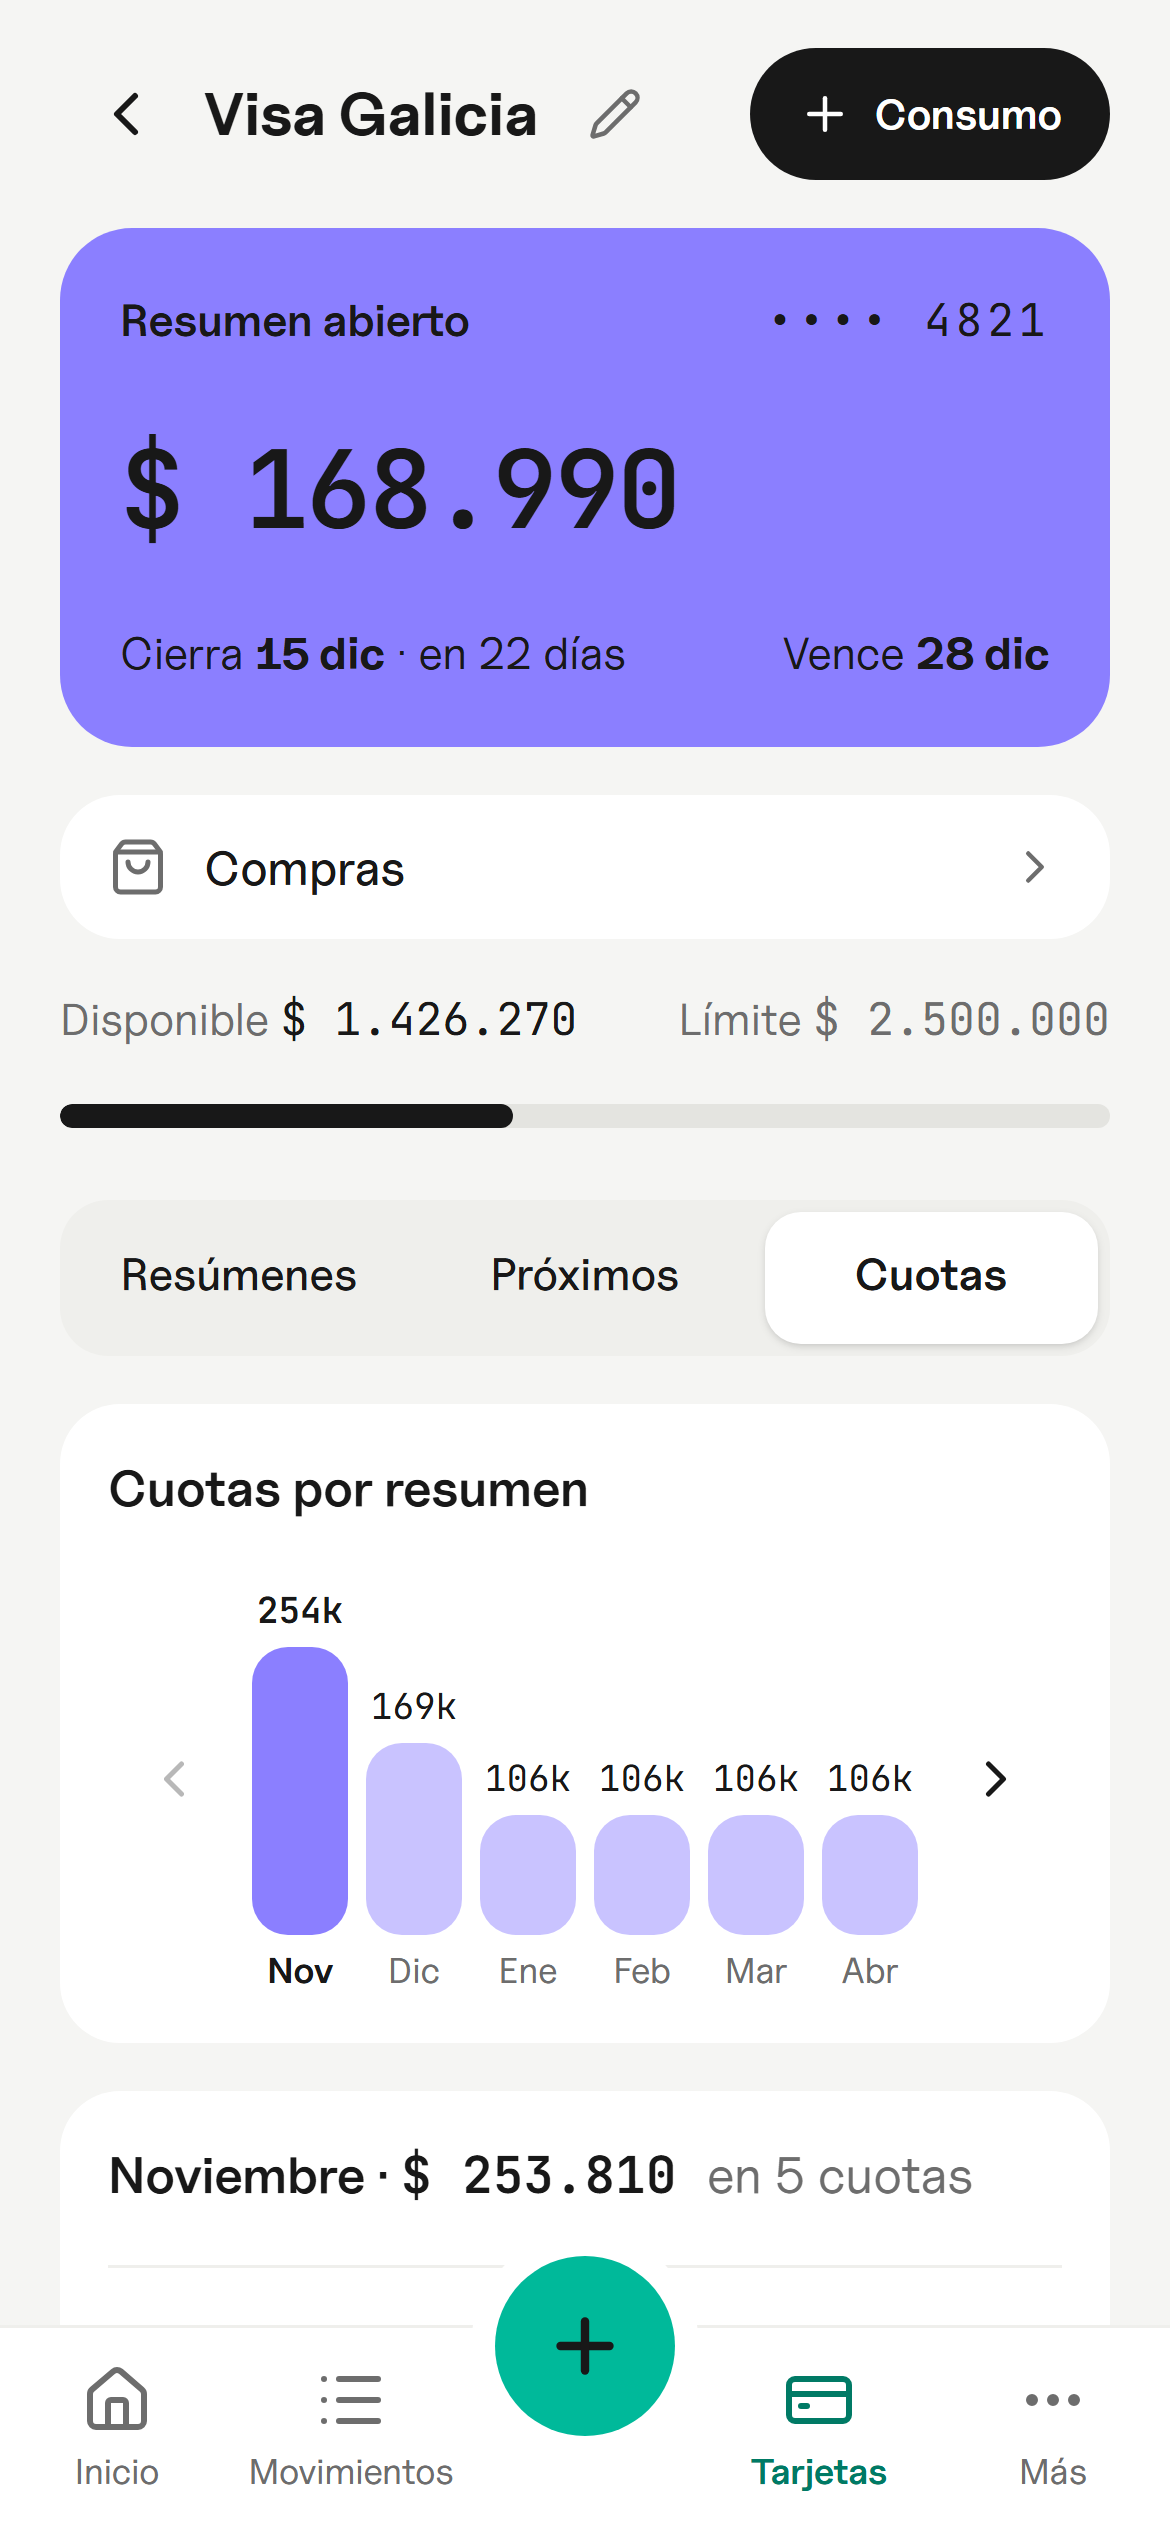 Visa Galicia
Consumo
Resumen abierto
•••• 4821
$ 168.990
Cierra 15 dic · en 22 días
Vence 28 dic
Compras
Disponible $ 1.426.270
Límite $ 2.500.000
Resúmenes
Próximos
Cuotas
Cuotas por resumen
254k
169k
106k
106k
106k
106k
Nov
Dic
Ene
Feb
Mar
Abr
Noviembre · $ 253.810 en 5 cuotas
Inicio
Movimientos
Tarjetas
Más